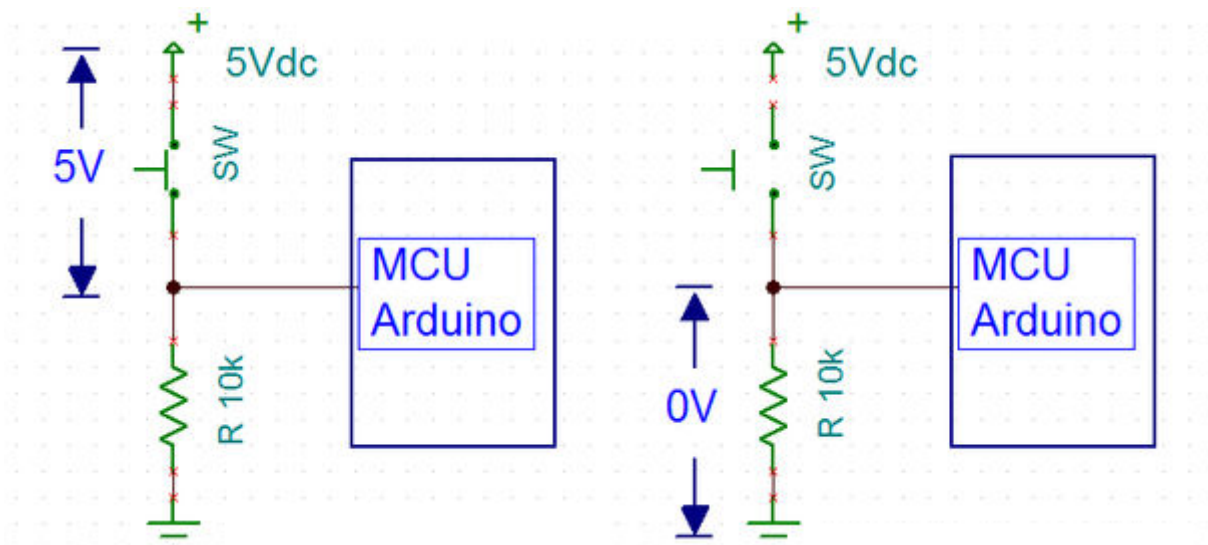 +
5Vdc
5V
SW
MCU
Arduino
R 10k
+
5Vdc
SW
MCU
Arduino
0V
R 10k